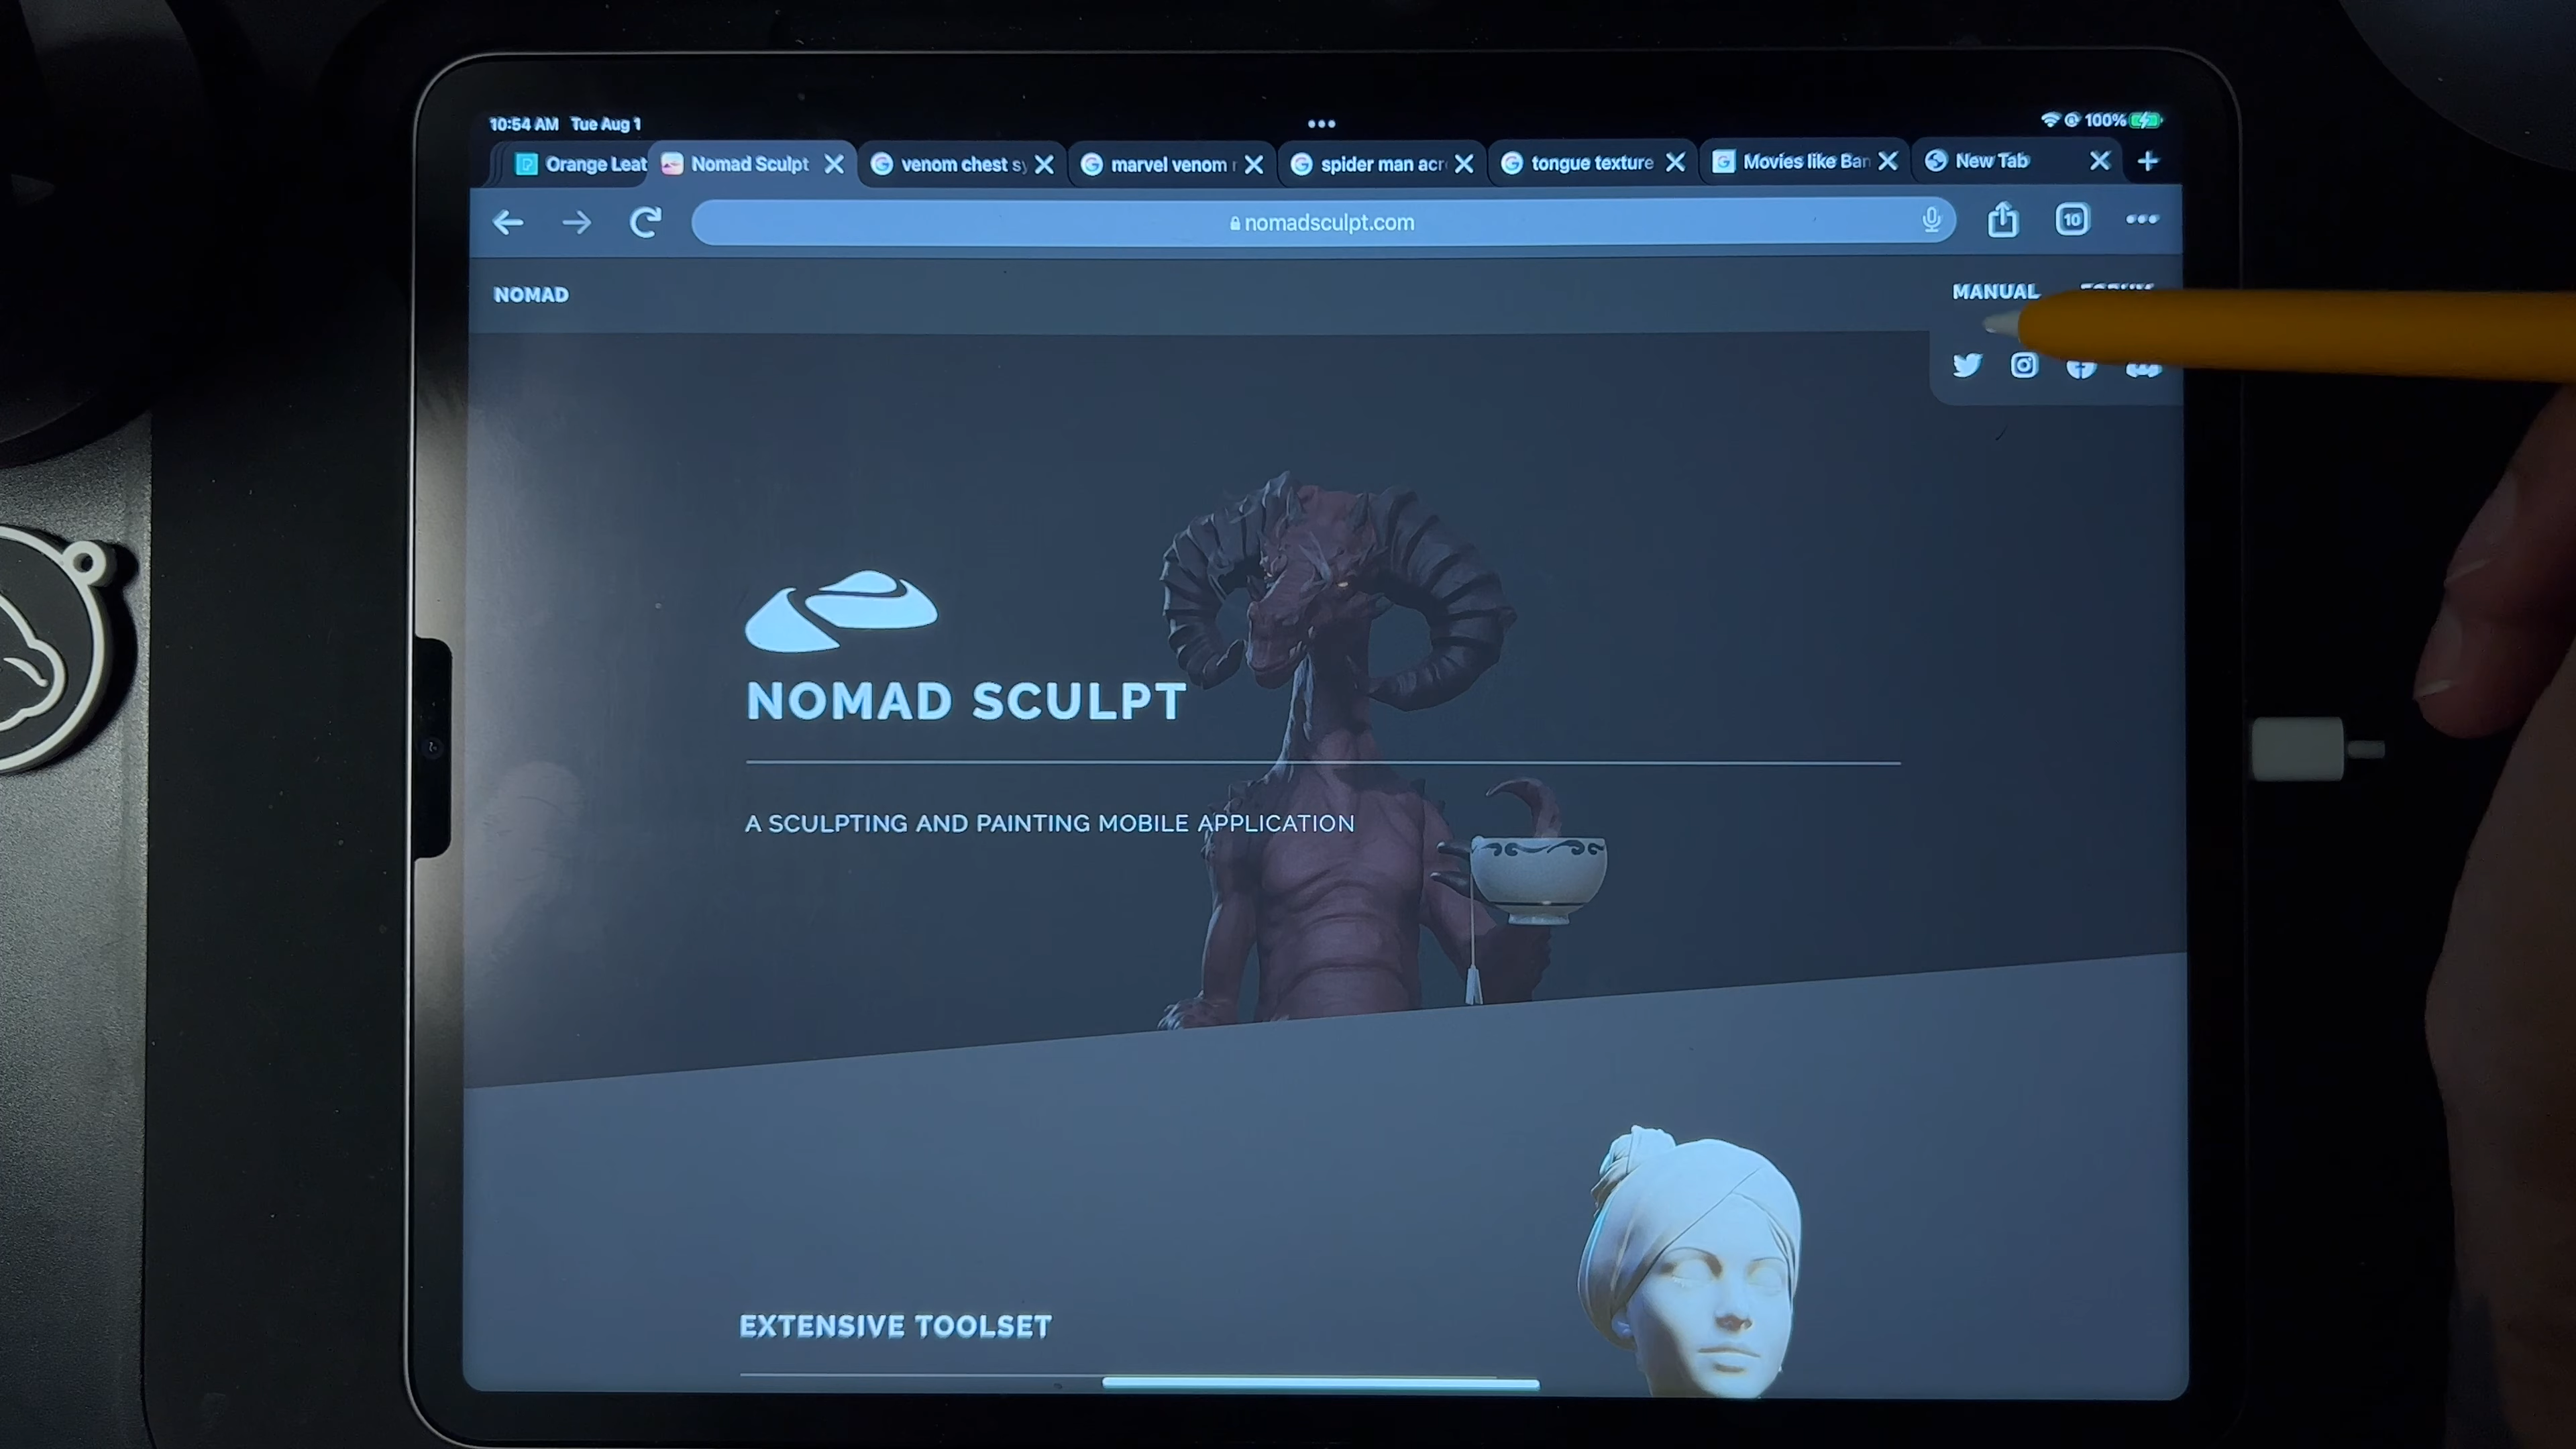 10:54 AM Tue Aug 1
100%
Orange Leat
Nomad Sculpt
venom chest sy
marvel venom r
spider man acr
tongue texture
Movies like Ban
New Tab
nomadsculpt.com
10
NOMAD
MANUAL
FORUM
NOMAD SCULPT
A SCULPTING AND PAINTING MOBILE APPLICATION
EXTENSIVE TOOLSET